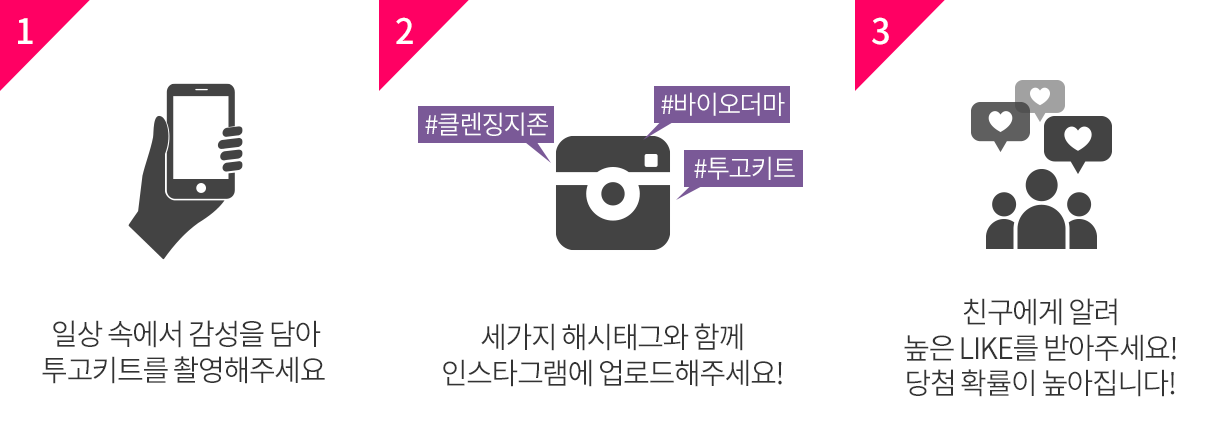 1
일상 속에서 감성을 담아
투고키트를 촬영해주세요
2
#클렌징지존
#바이오더마
#투고키트
세가지 해시태그와 함께
인스타그램에 업로드해주세요!
3
친구에게 알려
높은 LIKE를 받아주세요!
당첨 확률이 높아집니다!